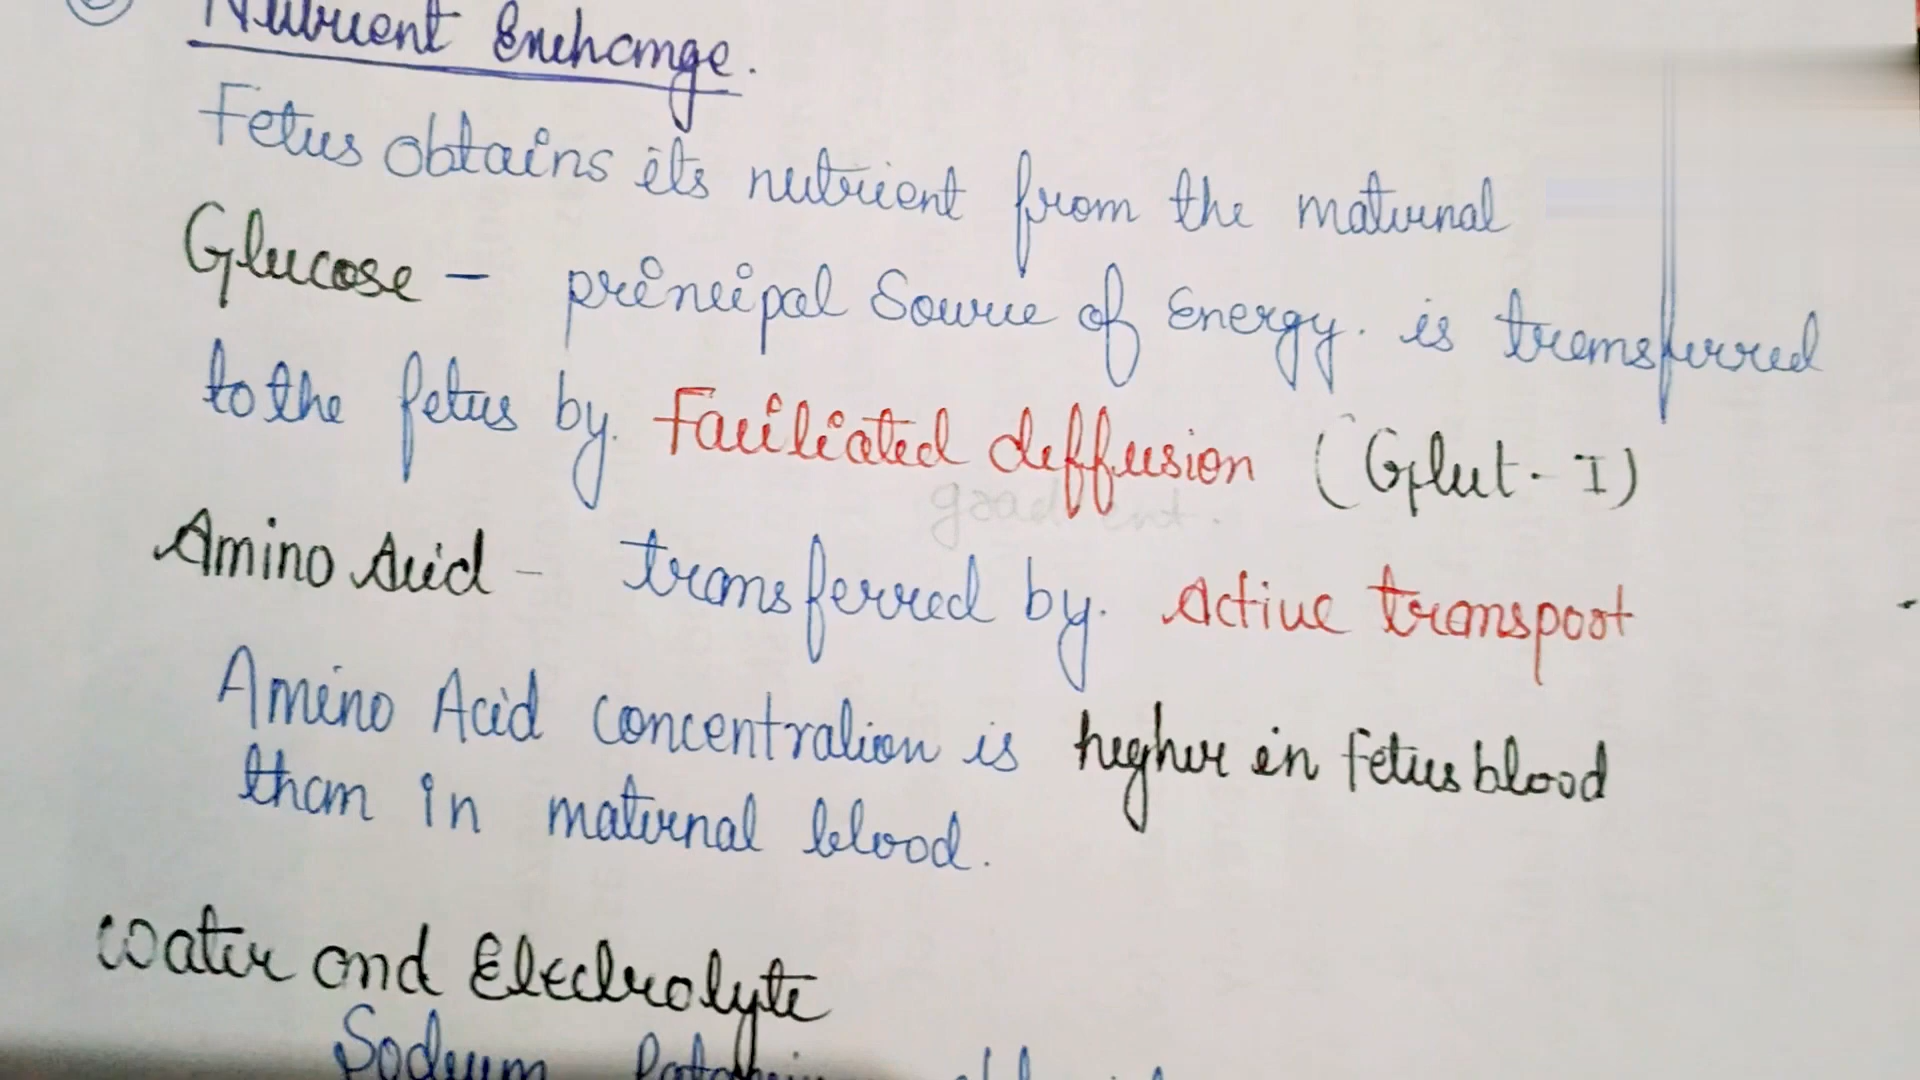 Nutrient Exchange.
Fetus obtains its nutrient from the maternal
Glucose - principal Source of Energy. is transferred
to the fetus by. Faciliated diffusion (Glut-I)
Amino Acid - transferred by. Active transport
Amino Acid concentration is higher in Fetus blood
than in maternal blood.
Water and Electrolyte
Sodium